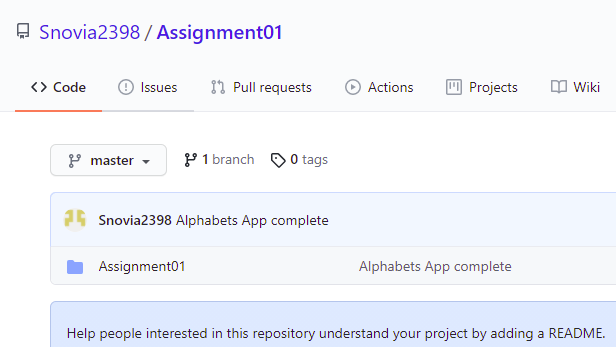 Snovia2398 / Assignment01
Code Issues Pull requests Actions Projects Wiki
master 1 branch 0 tags
Snovia2398 Alphabets App complete
Assignment01 Alphabets App complete
Help people interested in this repository understand your project by adding a README.